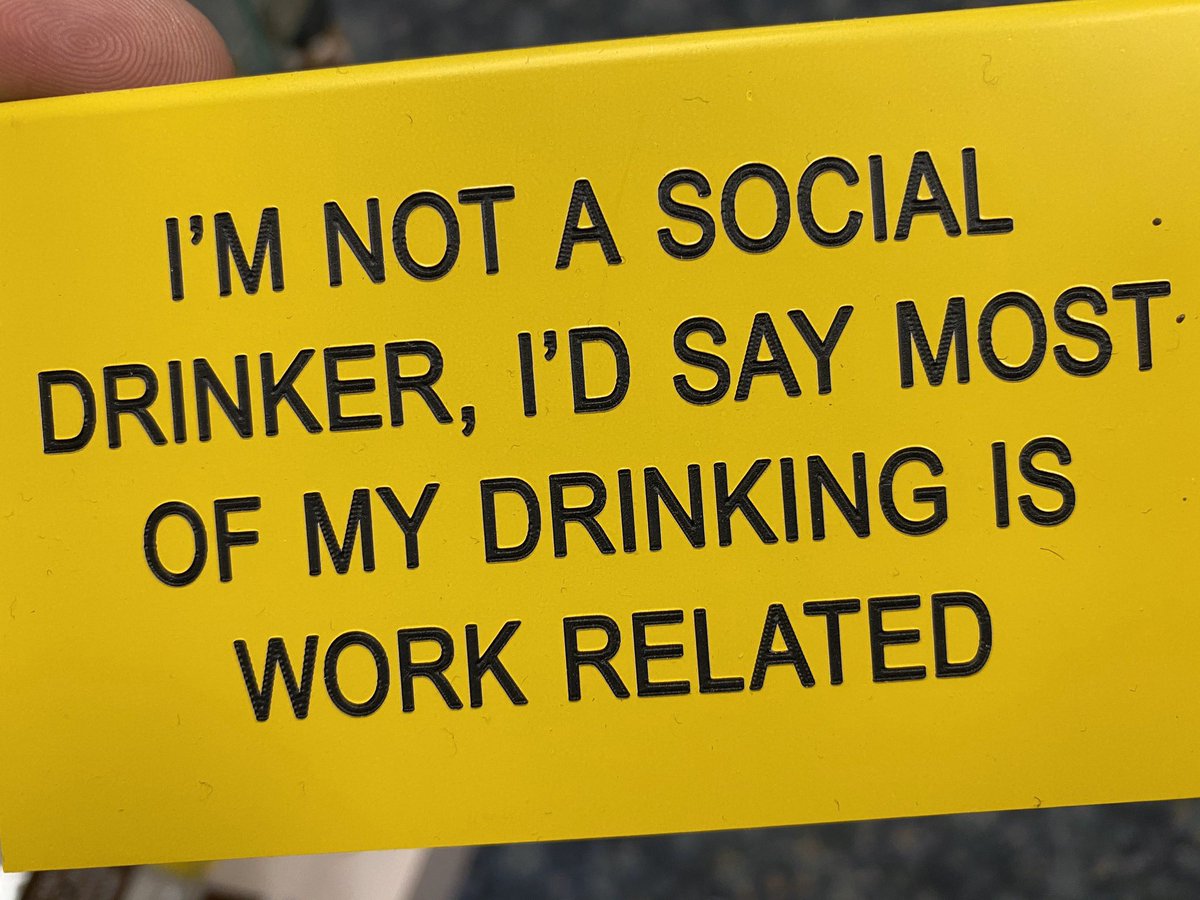 I'M NOT A SOCIAL
DRINKER, I'D SAY MOST
OF MY DRINKING IS
WORK RELATED